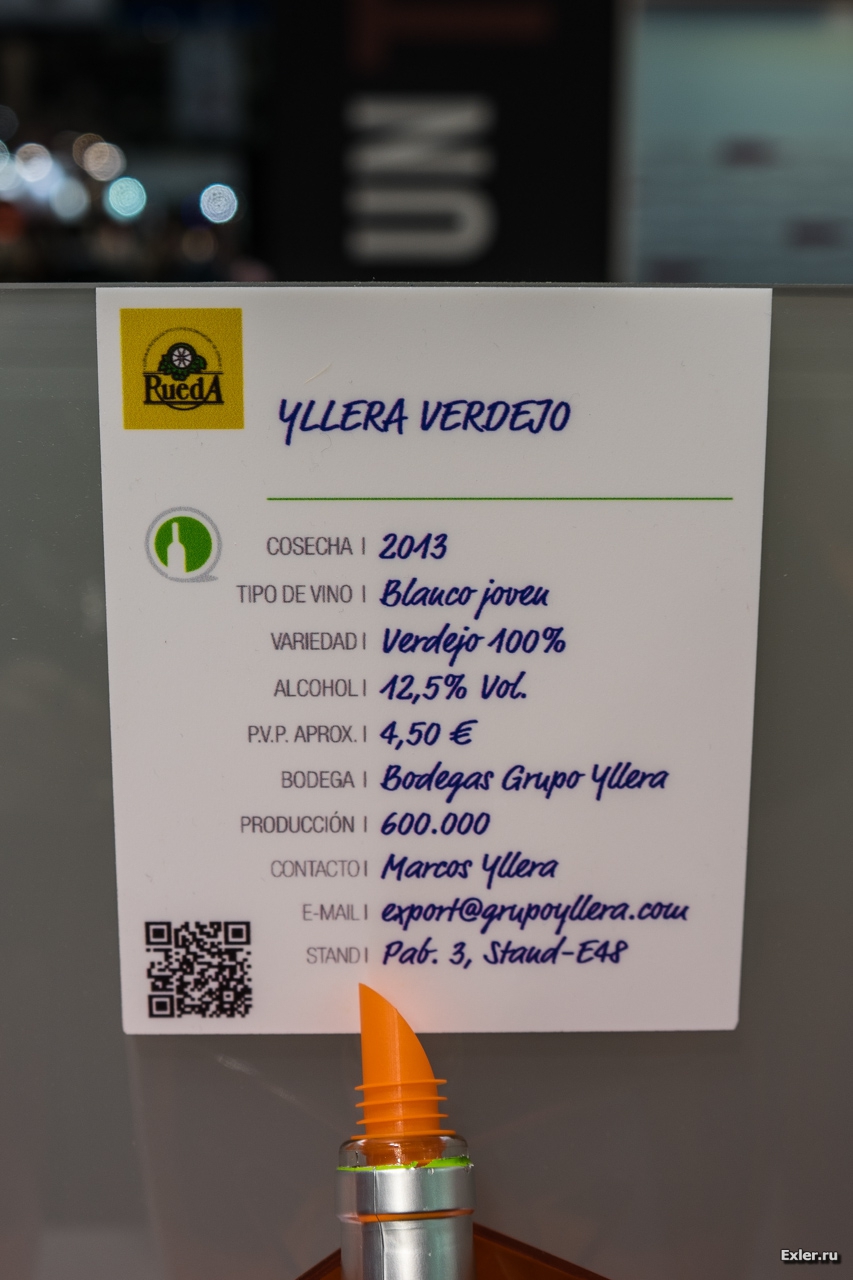 UN
RuedA
YLLERA VERDEJO
COSECHA | 2013
TIPO DE VINO | Blanco joven
VARIEDAD | Verdejo 100%
ALCOHOL | 12,5% Vol.
P.V.P. APROX. | 4,50 €
BODEGA | Bodegas Grupo Yllera
PRODUCCIÓN | 600.000
CONTACTO | Marcos Yllera
E-MAIL | export@grupoyllera.com
STAND | Pab. 3, Stand-E48
Exler.ru